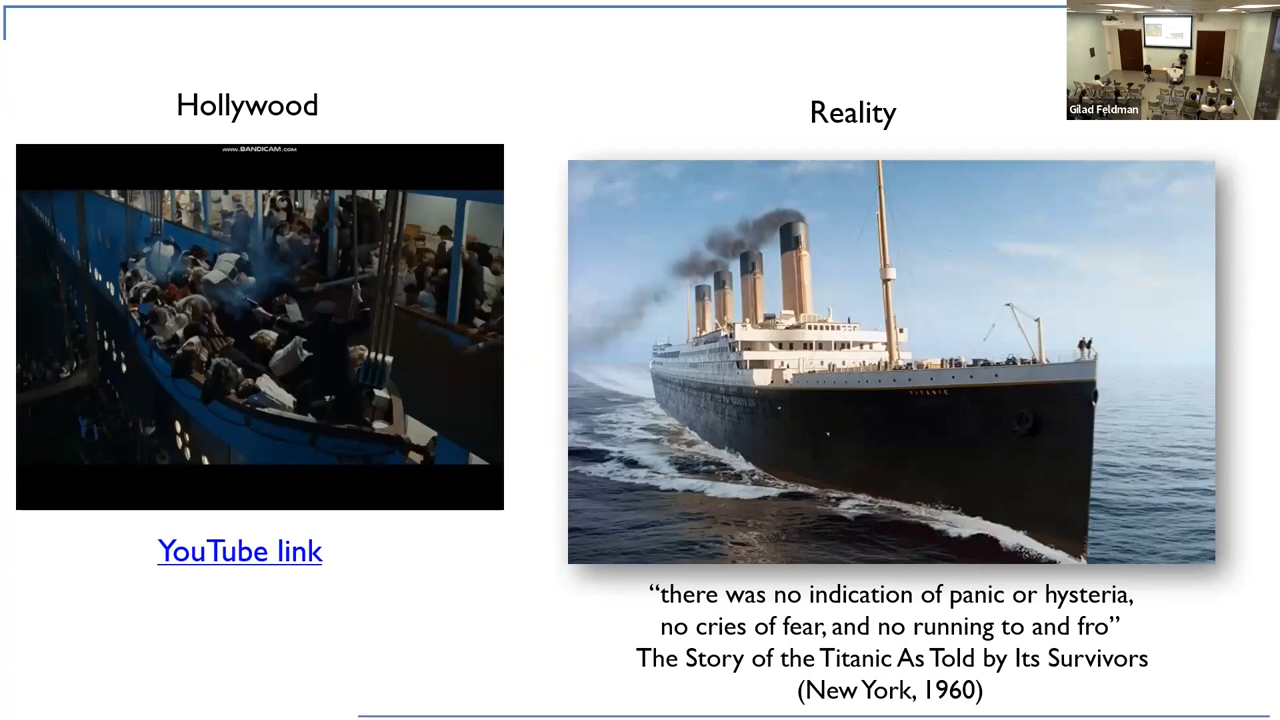 Hollywood
Reality
Gilad Feldman
WWW.BANDICAM.COM
TITANIC
YouTube link
“there was no indication of panic or hysteria,
no cries of fear, and no running to and fro”
The Story of the Titanic As Told by Its Survivors
(New York, 1960)